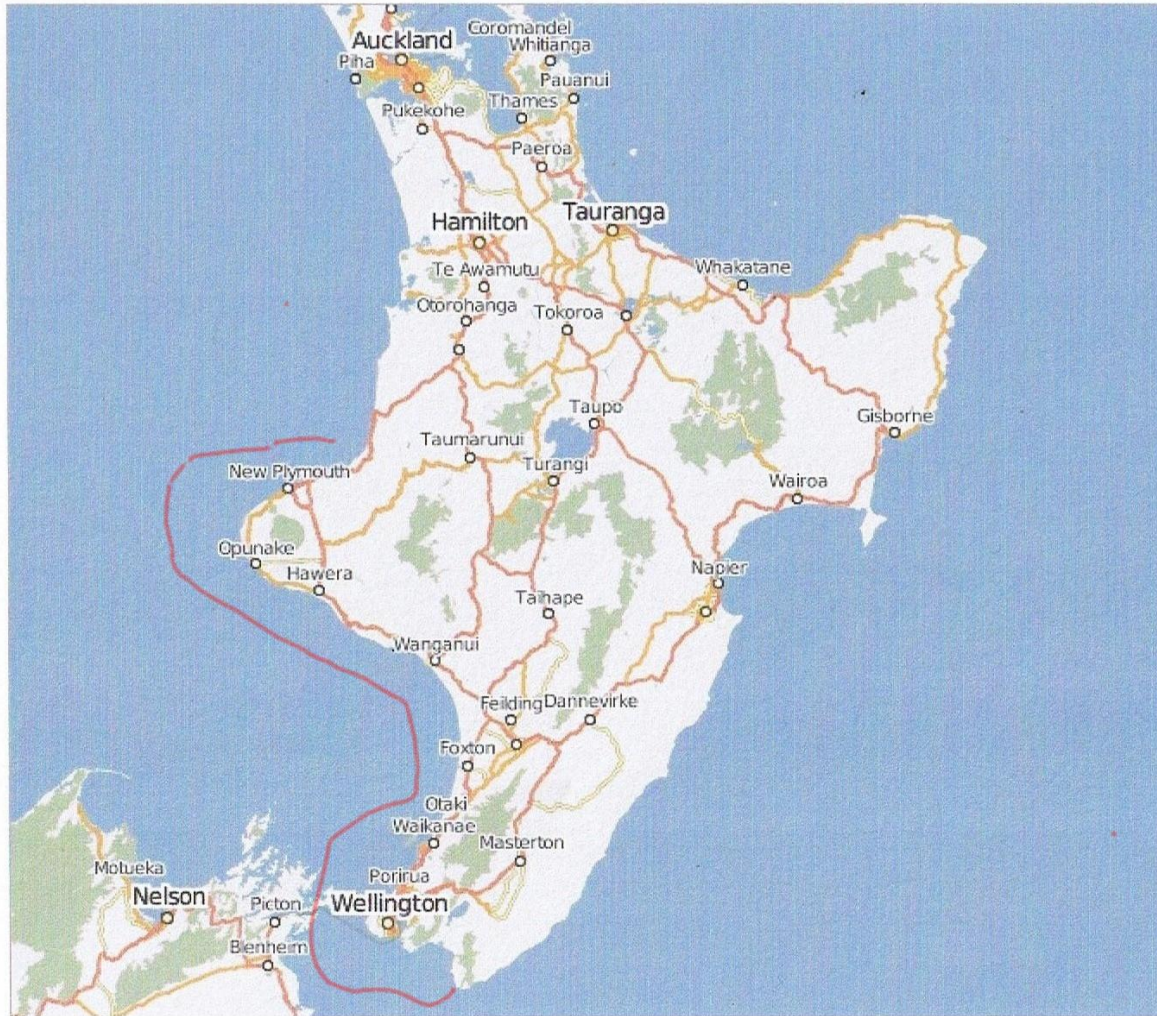 Coromandel
Auckland
Whitianga
Piha
Pauanui
Pukekohe
Thames
Paeroa
Hamilton
Tauranga
Te Awamutu
Whakatane
Otorohanga
Tokoroa
Taupo
Gisborne
Taumarunui
New Plymouth
Turangi
Wairoa
Opunake
Hawera
Napier
Taihape
Wanganui
Feilding
Dannevirke
Foxton
Otaki
Waikanae
Masterton
Motueka
Porirua
Nelson
Picton
Wellington
Blenheim